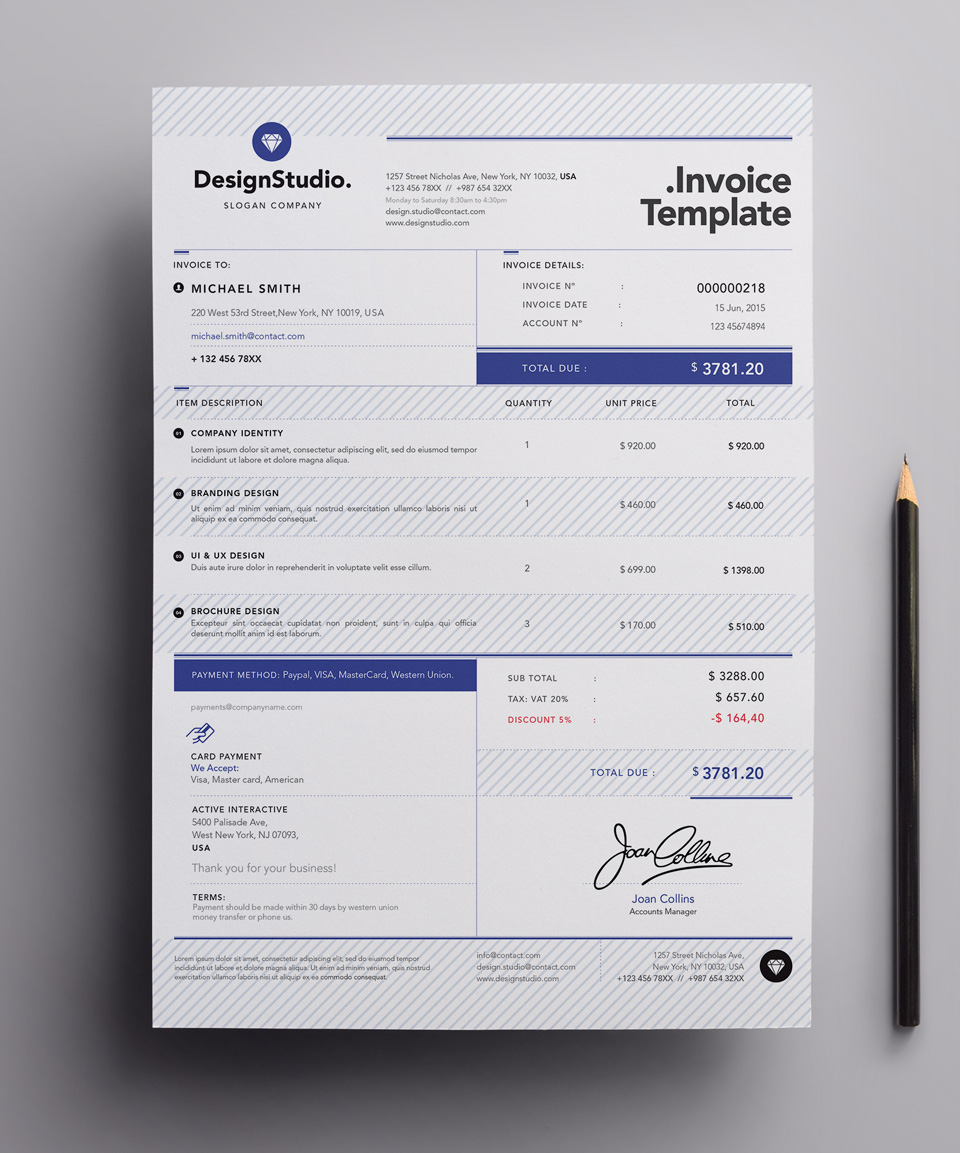 DesignStudio.
SLOGAN COMPANY
1257 Street Nicholas Ave, New York, NY 10032, USA
+123 456 78XX // +987 654 32XX
Monday to Saturday 8:30am to 4:30pm
design.studio@contact.com
www.designstudio.com
.Invoice
Template
INVOICE TO:
MICHAEL SMITH
220 West 53rd Street,New York, NY 10019, USA
michael.smith@contact.com
+ 132 456 78XX
INVOICE DETAILS:
INVOICE Nº : 000000218
INVOICE DATE : 15 Jun, 2015
ACCOUNT Nº : 123 45674894
TOTAL DUE : $ 3781.20
ITEM DESCRIPTION QUANTITY UNIT PRICE TOTAL
01 COMPANY IDENTITY
Lorem ipsum dolor sit amet, consectetur adipiscing elit, sed do eiusmod tempor
incididunt ut labore et dolore magna aliqua.
1 $ 920.00 $ 920.00
02 BRANDING DESIGN
Ut enim ad minim veniam, quis nostrud exercitation ullamco laboris nisi ut
aliquip ex ea commodo consequat.
1 $ 460.00 $ 460.00
03 UI & UX DESIGN
Duis aute irure dolor in reprehenderit in voluptate velit esse cillum.
2 $ 699.00 $ 1398.00
04 BROCHURE DESIGN
Excepteur sint occaecat cupidatat non proident, sunt in culpa qui officia
deserunt mollit anim id est laborum.
3 $ 170.00 $ 510.00
PAYMENT METHOD: Paypal, VISA, MasterCard, Western Union.
payments@companyname.com
CARD PAYMENT
We Accept:
Visa, Master card, American
ACTIVE INTERACTIVE
5400 Palisade Ave,
West New York, NJ 07093,
USA
Thank you for your business!
TERMS:
Payment should be made within 30 days by western union
money transfer or phone us.
SUB TOTAL : $ 3288.00
TAX: VAT 20% : $ 657.60
DISCOUNT 5% : -$ 164,40
TOTAL DUE : $ 3781.20
Joan Collins
Joan Collins
Accounts Manager
Lorem ipsum dolor sit amet, consectetur adipiscing elit, sed do eiusmod tempor
incididunt ut labore et dolore magna aliqua. Ut enim ad minim veniam, quis nostrud
exercitation ullamco laboris nisi ut aliquip ex ea commodo consequat.
info@contact.com
design.studio@contact.com
www.designstudio.com
1257 Street Nicholas Ave,
New York, NY 10032, USA
+123 456 78XX // +987 654 32XX